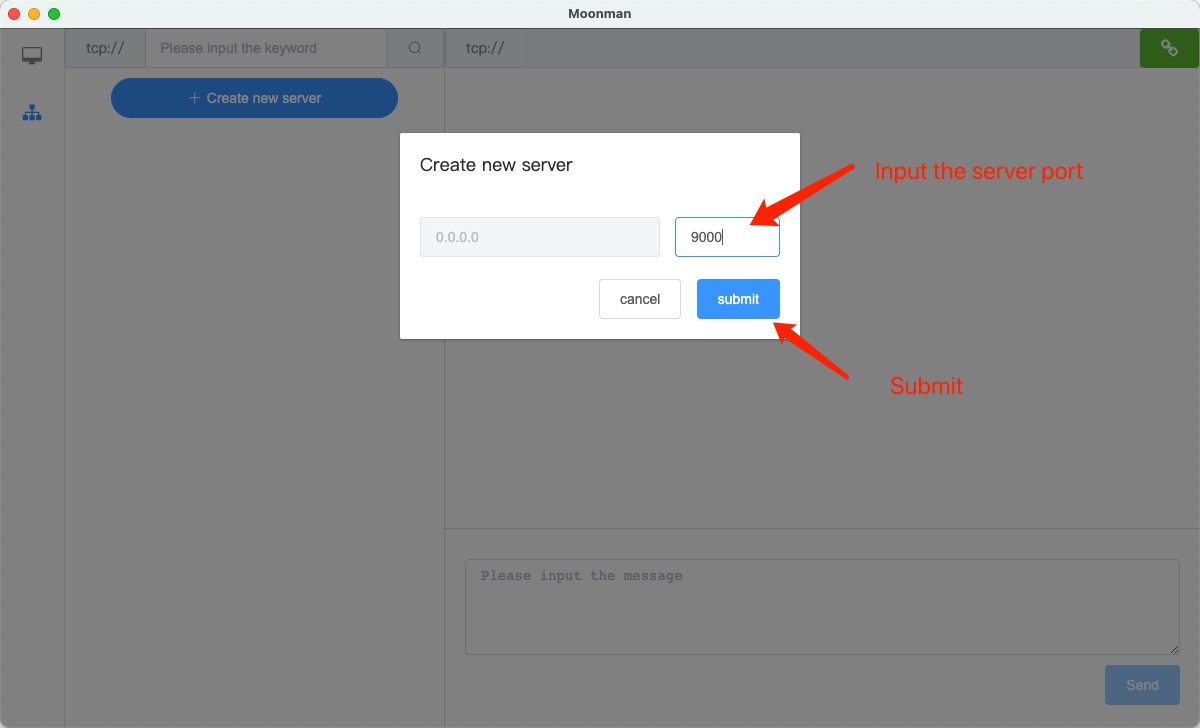 Moonman
tcp:// Please input the keyword tcp://
Create new server
Create new server
Input the server port
0.0.0.0 9000
cancel submit
Submit
Please input the message
Send